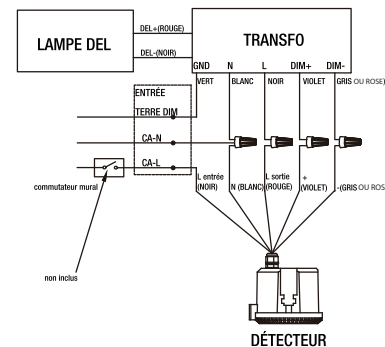 DEL+(ROUGE)
LAMPE DEL
TRANSFO
DEL-(NOIR)
GND N L DIM+ DIM-
VERT BLANC NOIR VIOLET GRIS OU ROSE)
ENTRÉE
TERRE DIM
CA-N
CA-L
commutateur mural
L entrée
(NOIR)
N (BLANC)
L sortie
(ROUGE)
+
(VIOLET)
-(GRIS OU ROS
non inclus
DÉTECTEUR